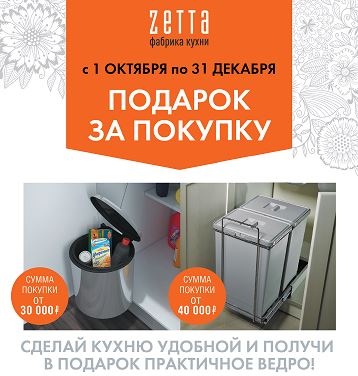 ZETTA
фабрика кухни
с 1 ОКТЯБРЯ по 31 ДЕКАБРЯ
ПОДАРОК
ЗА ПОКУПКУ
СУММА
ПОКУПКИ
ОТ
30 000 ₽
СУММА
ПОКУПКИ
ОТ
40 000 ₽
СДЕЛАЙ КУХНЮ УДОБНОЙ И ПОЛУЧИ
В ПОДАРОК ПРАКТИЧНОЕ ВЕДРО!